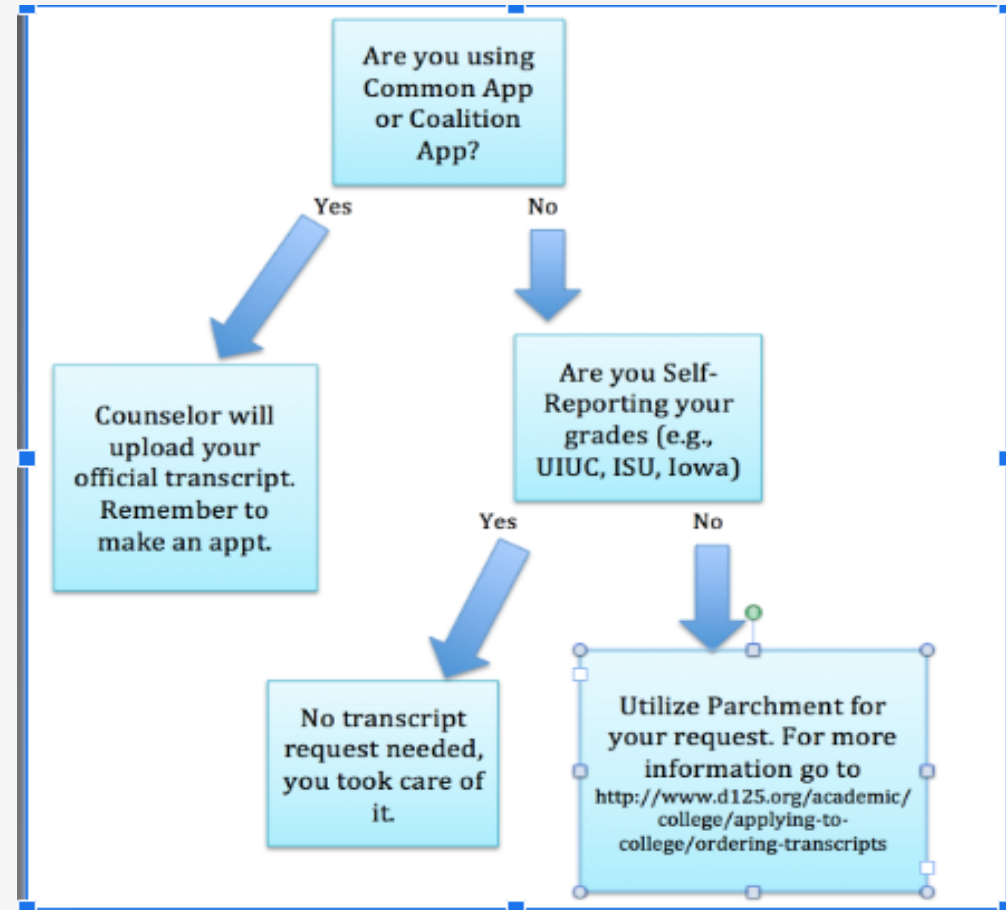 Are you using
Common App
or Coalition
App?
Yes
No
Counselor will
upload your
official transcript.
Remember to
make an appt.
Are you Self-
Reporting your
grades (e.g.,
UIUC, ISU, Iowa)
Yes
No
No transcript
request needed,
you took care of
it.
Utilize Parchment for
your request. For more
information go to
http://www.d125.org/academic/
college/applying-to-
college/ordering-transcripts